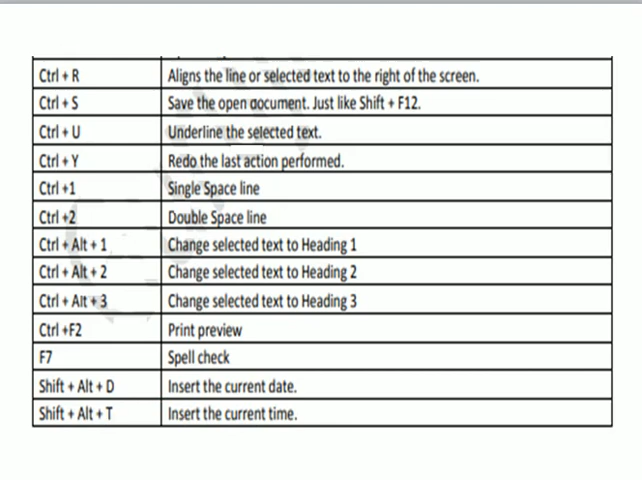 Ctrl + R Aligns the line or selected text to the right of the screen.
Ctrl + S Save the open document. Just like Shift + F12.
Ctrl + U Underline the selected text.
Ctrl + Y Redo the last action performed.
Ctrl +1 Single Space line
Ctrl +2 Double Space line
Ctrl + Alt + 1 Change selected text to Heading 1
Ctrl + Alt + 2 Change selected text to Heading 2
Ctrl + Alt + 3 Change selected text to Heading 3
Ctrl +F2 Print preview
F7 Spell check
Shift + Alt + D Insert the current date.
Shift + Alt + T Insert the current time.